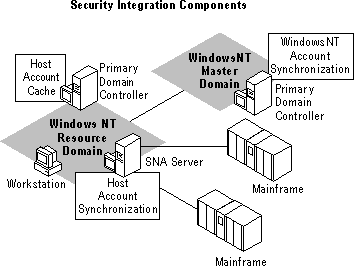 Security Integration Components
WindowsNT
Account
Synchronization
WindowsNT
Master
Domain
Host
Account
Cache
Primary
Domain
Controller
Primary
Domain
Controller
Windows NT
Resource
Domain
SNA Server
Workstation
Host
Account
Synchronization
Mainframe
Mainframe